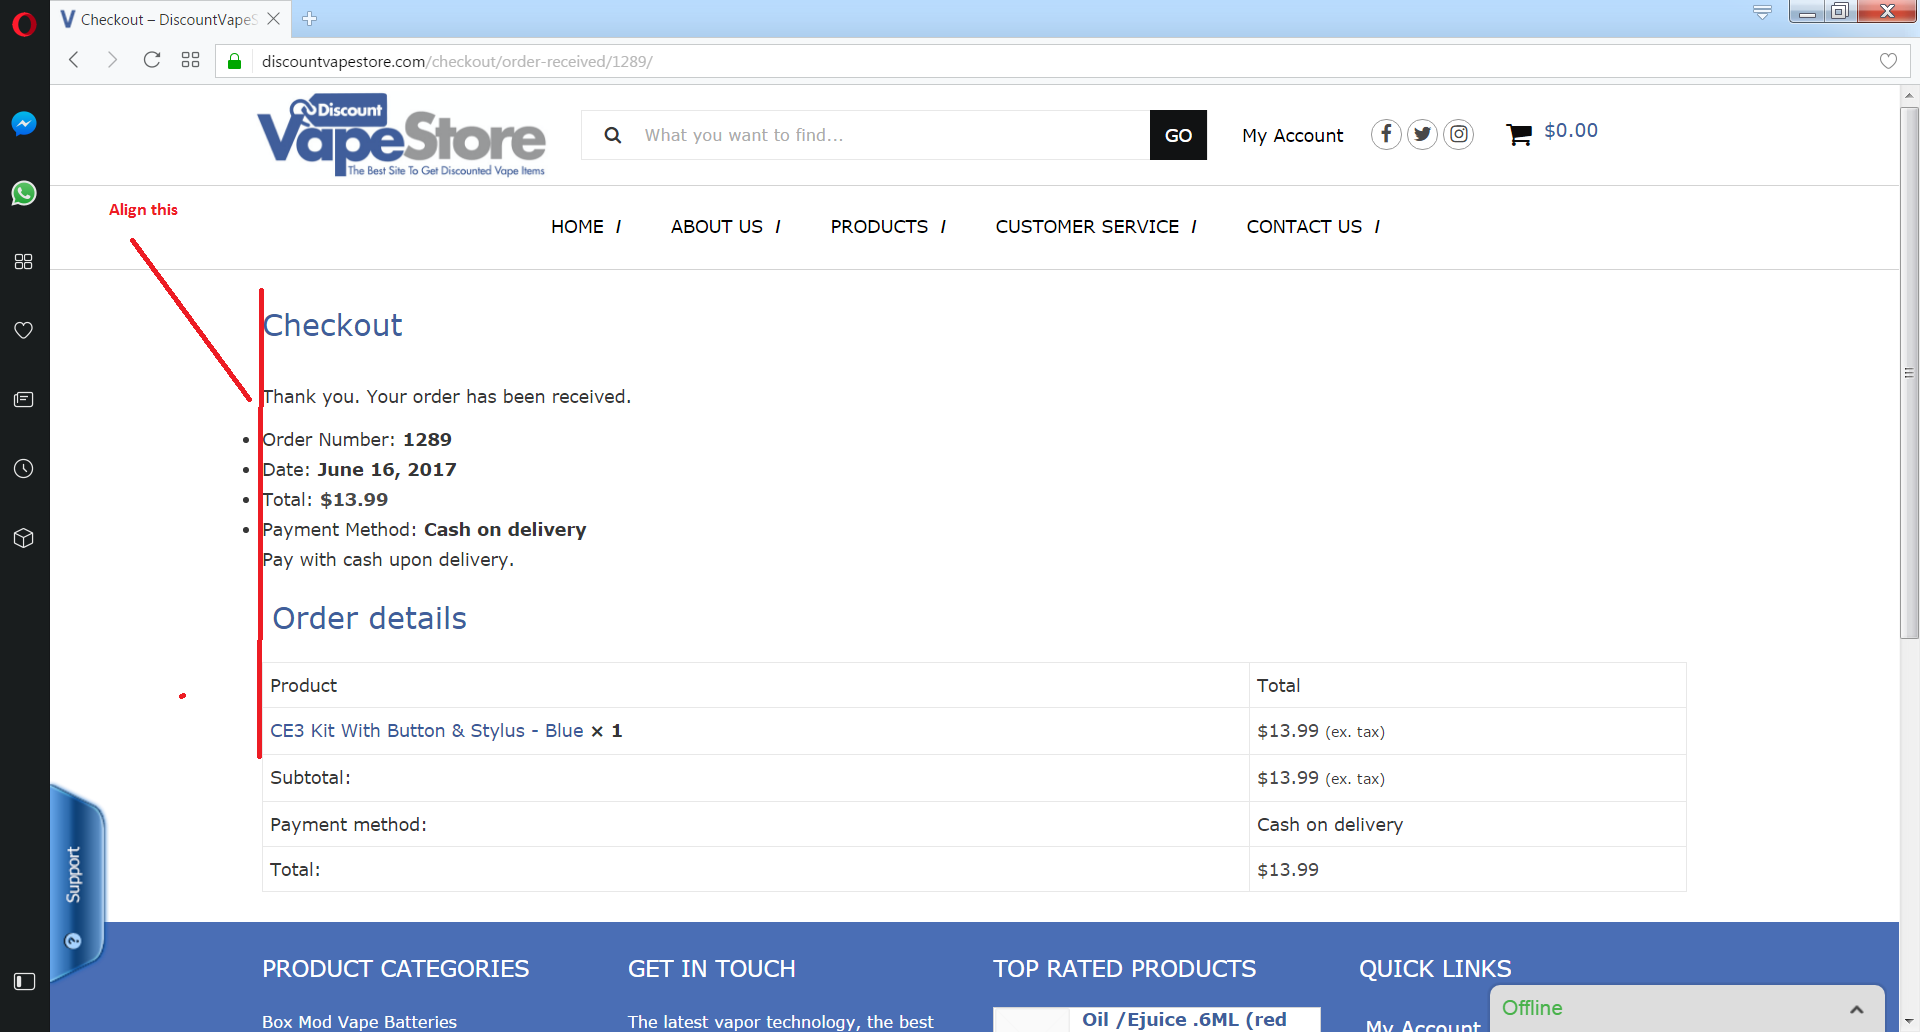 Checkout – DiscountVapeS
discountvapestore.com/checkout/order-received/1289/
Discount
VapeStore
The Best Site To Get Discounted Vape Items
What you want to find...
GO
My Account
$0.00
Align this
HOME /
ABOUT US /
PRODUCTS /
CUSTOMER SERVICE /
CONTACT US /
Checkout
Thank you. Your order has been received.
• Order Number: 1289
• Date: June 16, 2017
• Total: $13.99
• Payment Method: Cash on delivery
Pay with cash upon delivery.
Order details
Product Total
CE3 Kit With Button & Stylus - Blue × 1 $13.99 (ex. tax)
Subtotal: $13.99 (ex. tax)
Payment method: Cash on delivery
Total: $13.99
Support
?
PRODUCT CATEGORIES
GET IN TOUCH
TOP RATED PRODUCTS
QUICK LINKS
Box Mod Vape Batteries
The latest vapor technology, the best
Oil /Ejuice .6ML (red
My Account
Offline